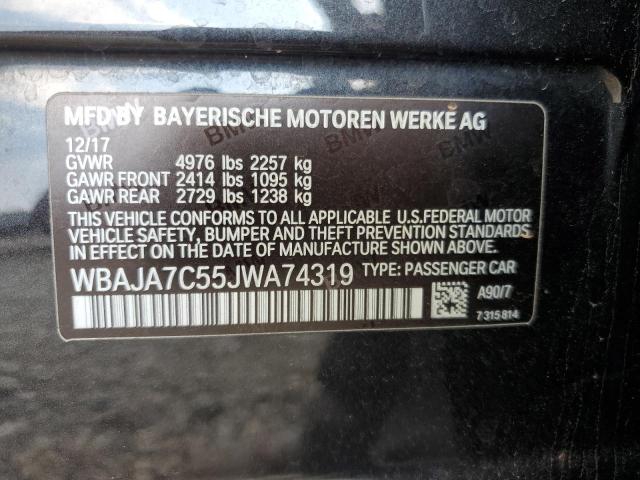 MFD BY BAYERISCHE MOTOREN WERKE AG
12/17
GVWR 4976 lbs 2257 kg
GAWR FRONT 2414 lbs 1095 kg
GAWR REAR 2729 lbs 1238 kg
THIS VEHICLE CONFORMS TO ALL APPLICABLE U.S.FEDERAL MOTOR
VEHICLE SAFETY, BUMPER AND THEFT PREVENTION STANDARDS
IN EFFECT ON THE DATE OF MANUFACTURE SHOWN ABOVE.
WBAJA7C55JWA74319 TYPE: PASSENGER CAR
A90/7
7 315 814